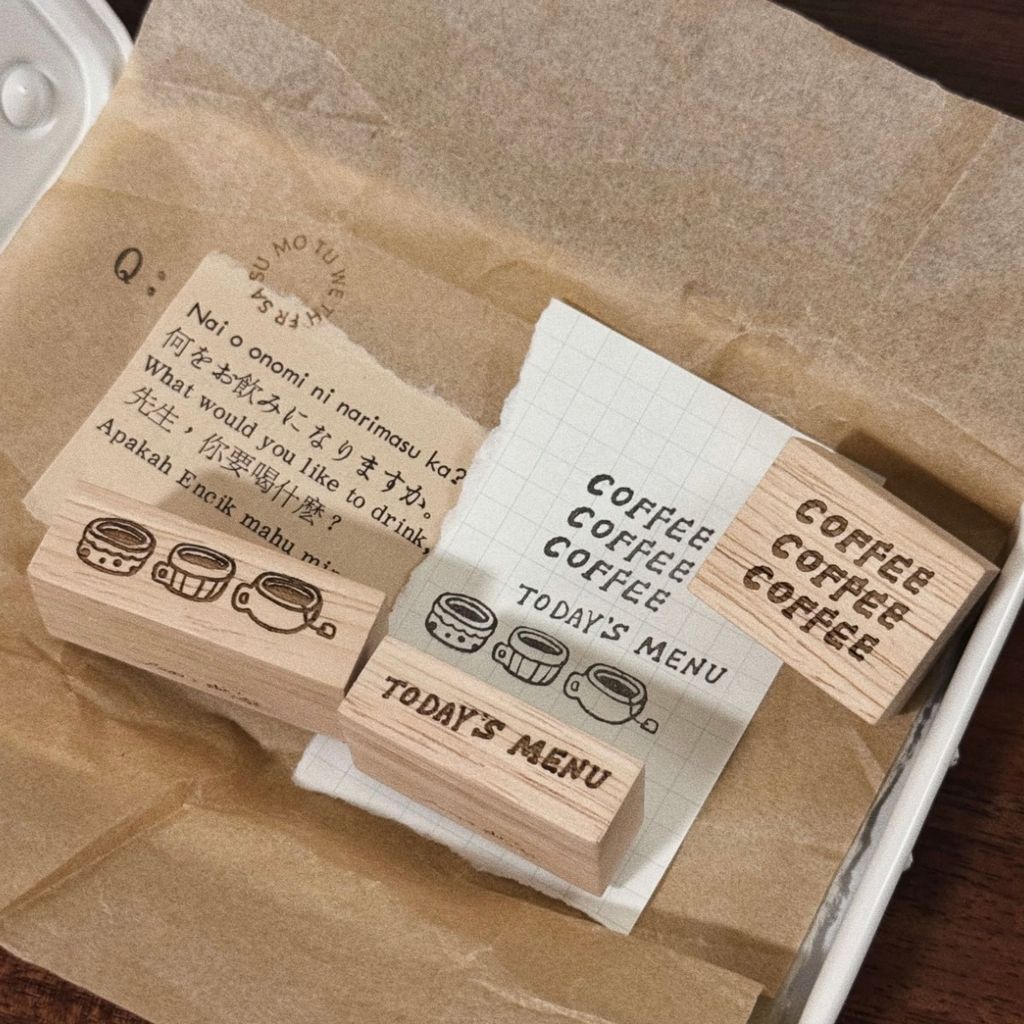 Q:
SU MO TU WE TH FR SA
Nai o onomi ni narimasu ka?
何をお飲みになりますか。
What would you like to drink,
先生，你要喝什麽？
Apakah Encik mahu
COFFEE
COFFEE
COFFEE
TODAY'S MENU
COFFEE
COFFEE
COFFEE
TODAY'S MENU